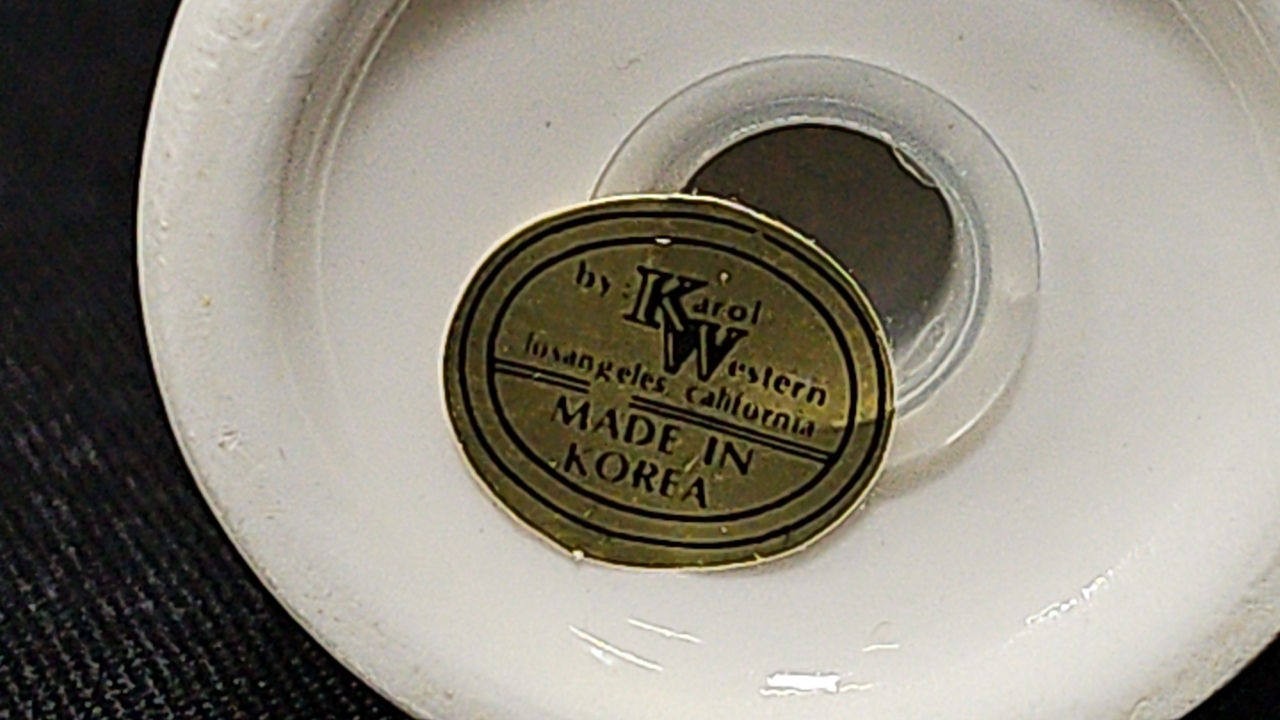 by Karol
Western
losangeles, california
MADE IN
KOREA